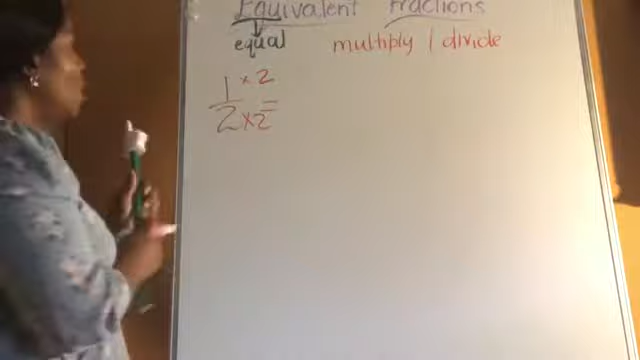 Equivalent Fractions
equal multiply / divide
1 × 2
2 × 2 =